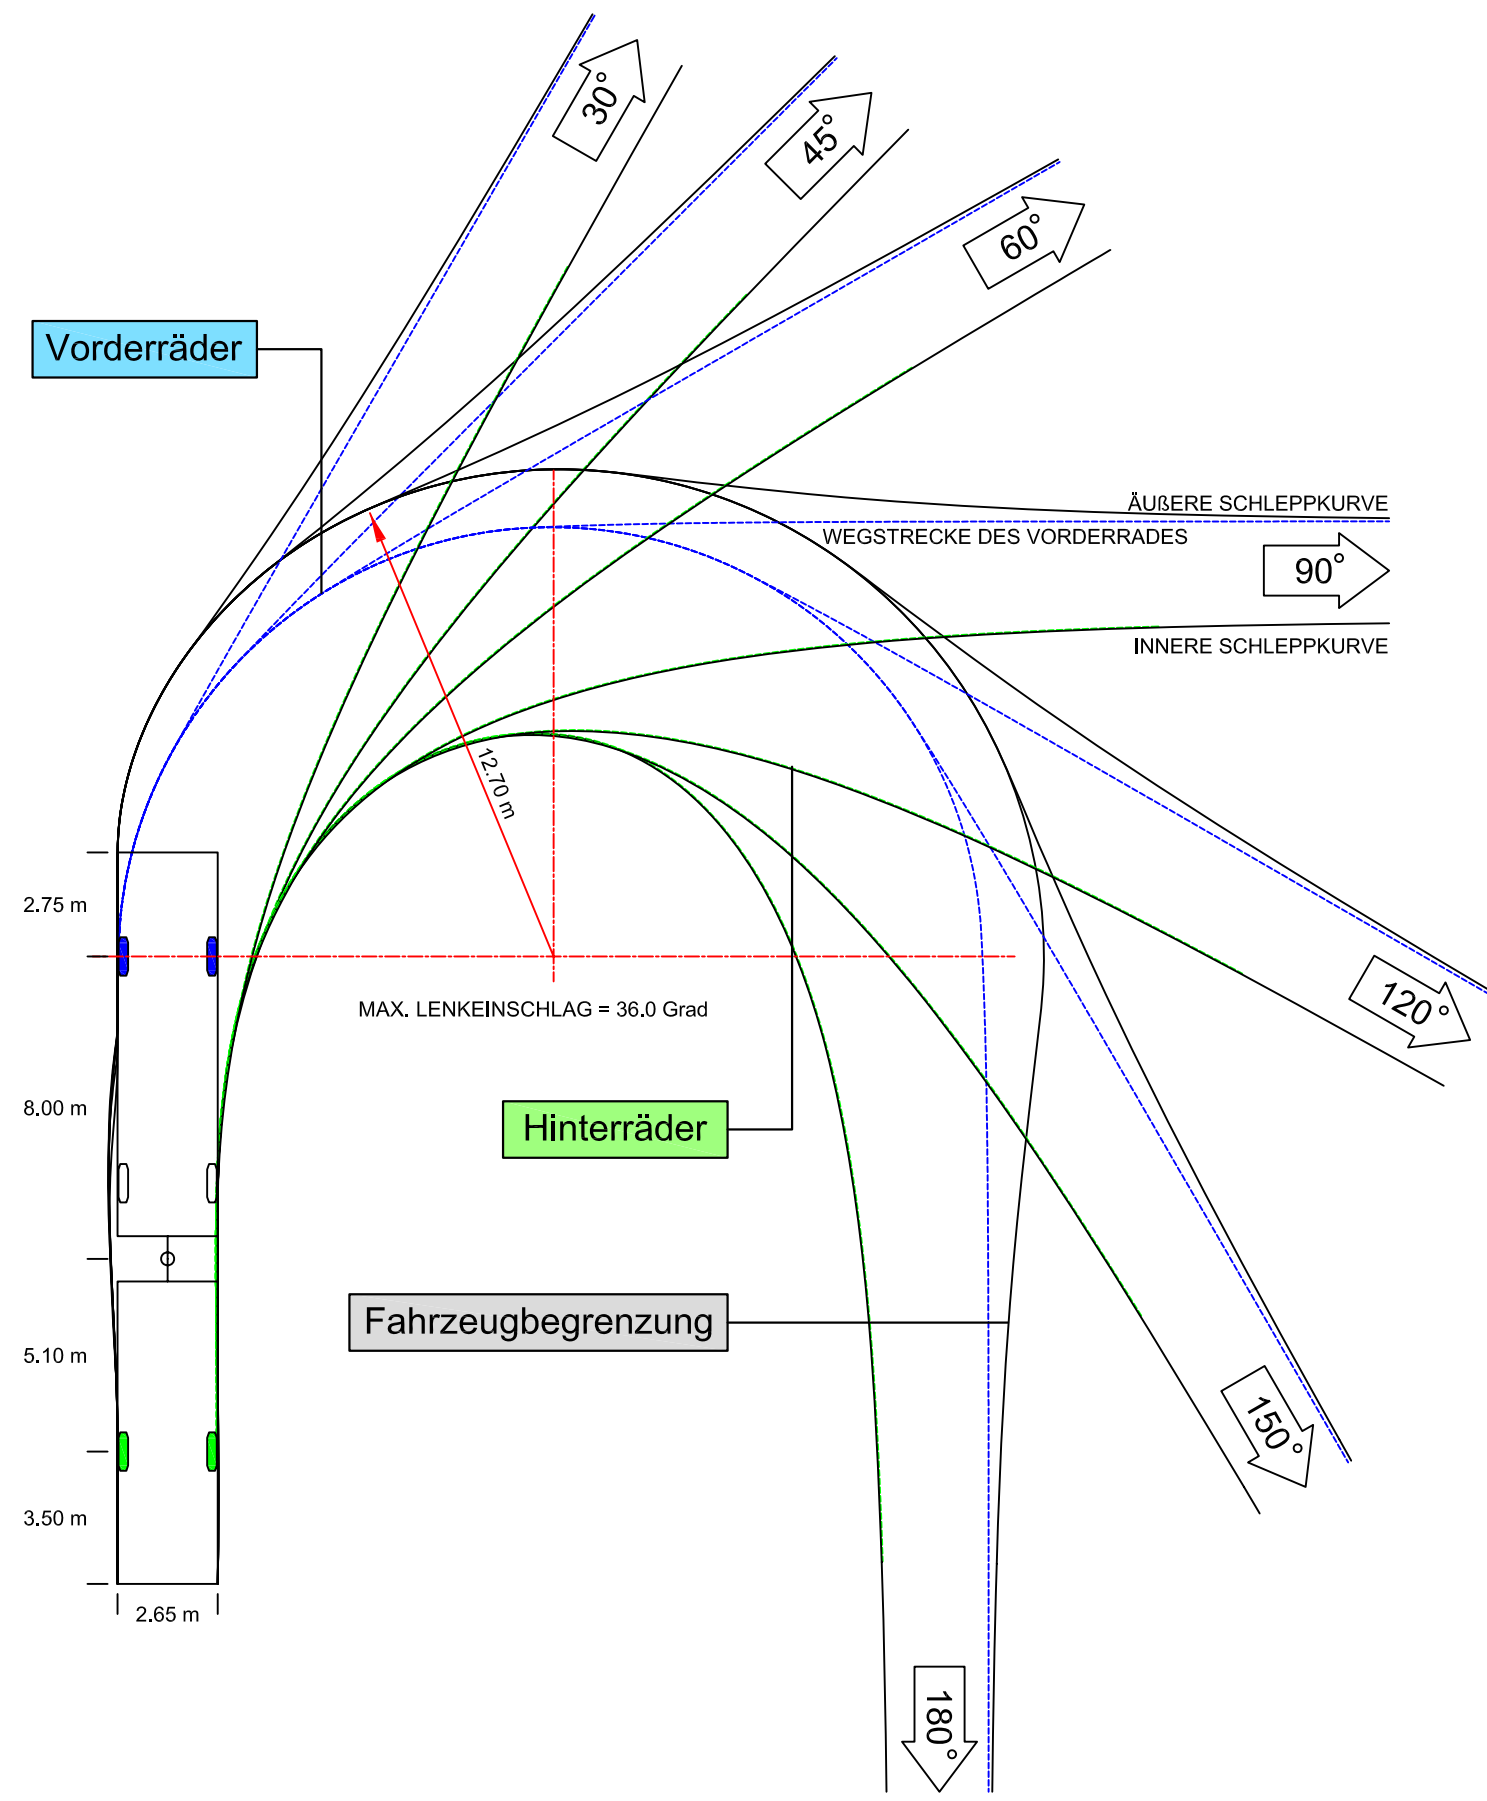 30°
45°
60°
Vorderräder
ÄUßERE SCHLEPPKURVE
WEGSTRECKE DES VORDERRADES
90°
INNERE SCHLEPPKURVE
12.70 m
2.75 m
MAX. LENKEINSCHLAG = 36.0 Grad
120°
8.00 m
Hinterräder
Fahrzeugbegrenzung
5.10 m
150°
3.50 m
2.65 m
180°